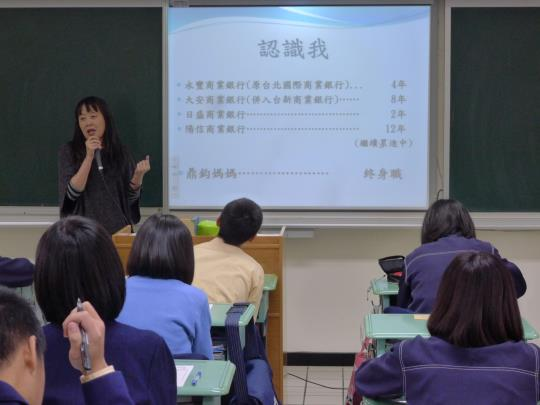 認識我
永豐商業銀行(原台北國際商業銀行)... 4年
大安商業銀行(併入台新商業銀行)…… 8年
日盛商業銀行…………………………… 2年
陽信商業銀行…………………………… 12年
(繼續累進中)
鼎鈞媽媽………………………… 終身職